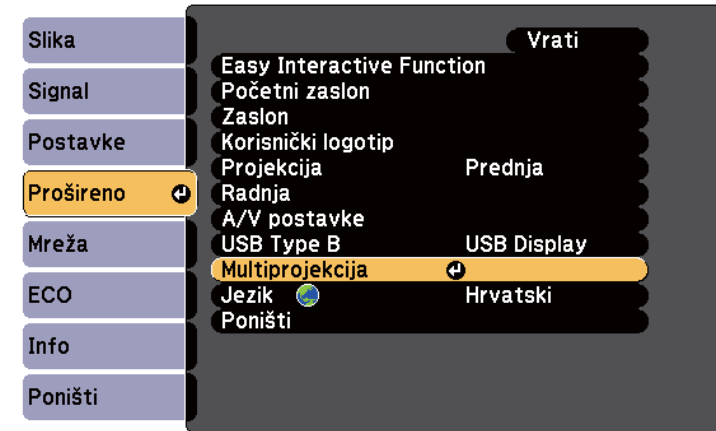 Slika
Signal
Postavke
Prošireno
Mreža
ECO
Info
Poništi
Vrati
Easy Interactive Function
Početni zaslon
Zaslon
Korisnički logotip
Projekcija Prednja
Radnja
A/V postavke
USB Type B USB Display
Multiprojekcija
Jezik Hrvatski
Poništi